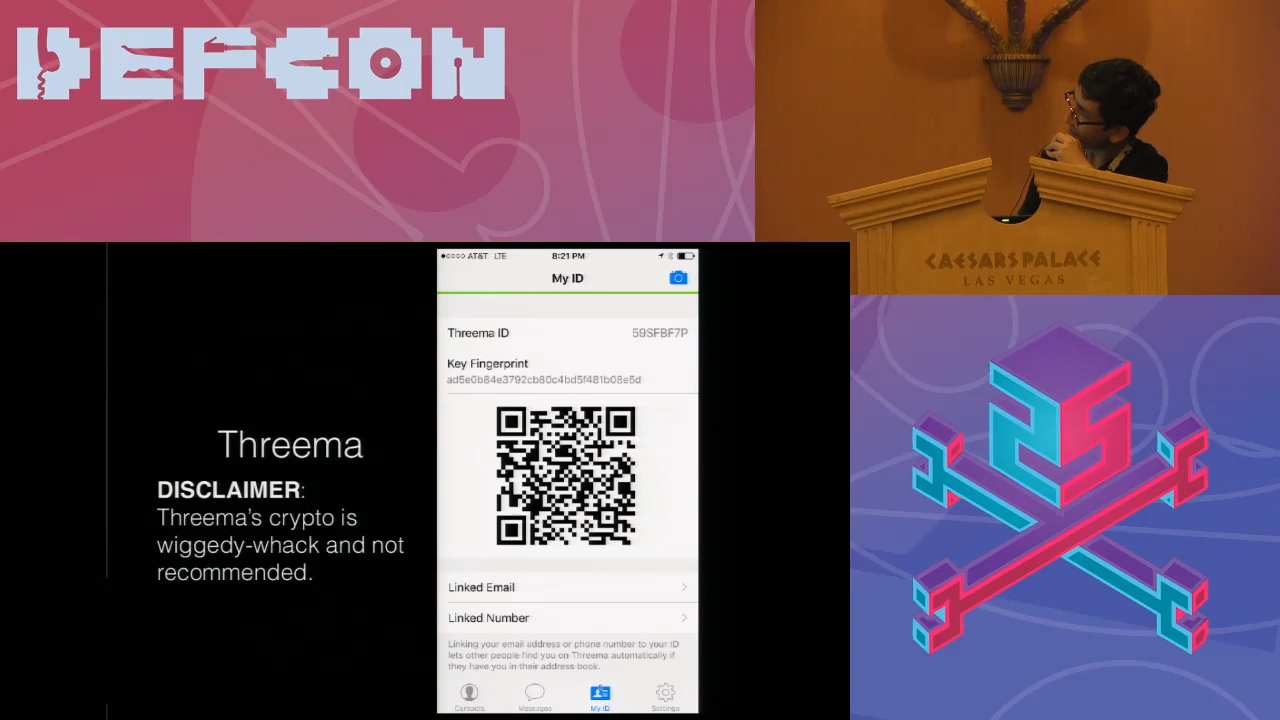 DEFCON
CAESARS PALACE
LAS VEGAS
Threema
DISCLAIMER:
Threema's crypto is
wiggedy-whack and not
recommended.
AT&T LTE 8:21 PM
My ID
Threema ID 59SFBF7P
Key Fingerprint
ad5e0b84e3792cb80c4bd5f481b08e5d
Linked Email
Linked Number
Linking your email address or phone number to your ID
lets other people find you on Threema automatically if
they have you in their address book.
Contacts Messages My ID Settings
25